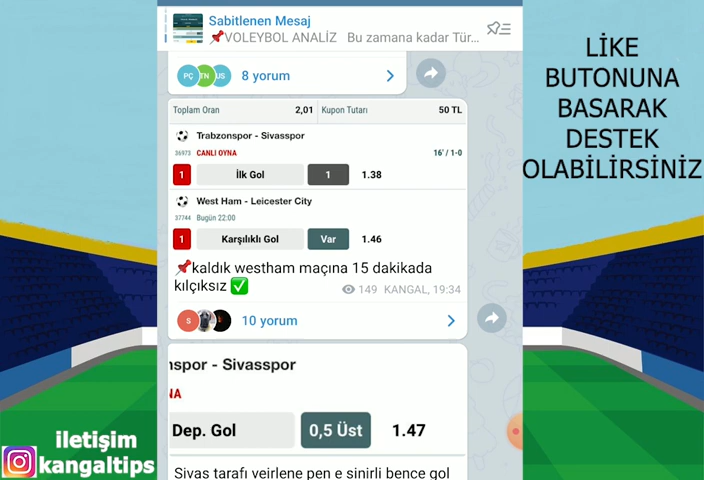 Sabitlenen Mesaj
📌VOLEYBOL ANALİZ Bu zamana kadar Tür...
PÇ TN US 8 yorum
Toplam Oran 2,01 Kupon Tutarı 50 TL
Trabzonspor - Sivasspor
36973 CANLI OYNA 16' / 1-0
1 İlk Gol 1 1.38
West Ham - Leicester City
37744 Bugün 22:00
1 Karşılıklı Gol Var 1.46
📌kaldık westham maçına 15 dakikada
kılçıksız ✅ 149 KANGAL, 19:34
S 10 yorum
nspor - Sivasspor
NA
Dep. Gol 0,5 Üst 1.47
Sivas tarafı veirlene pen e sinirli bence gol
LİKE
BUTONUNA
BASARAK
DESTEK
OLABİLİRSİNİZ
iletişim
kangaltips